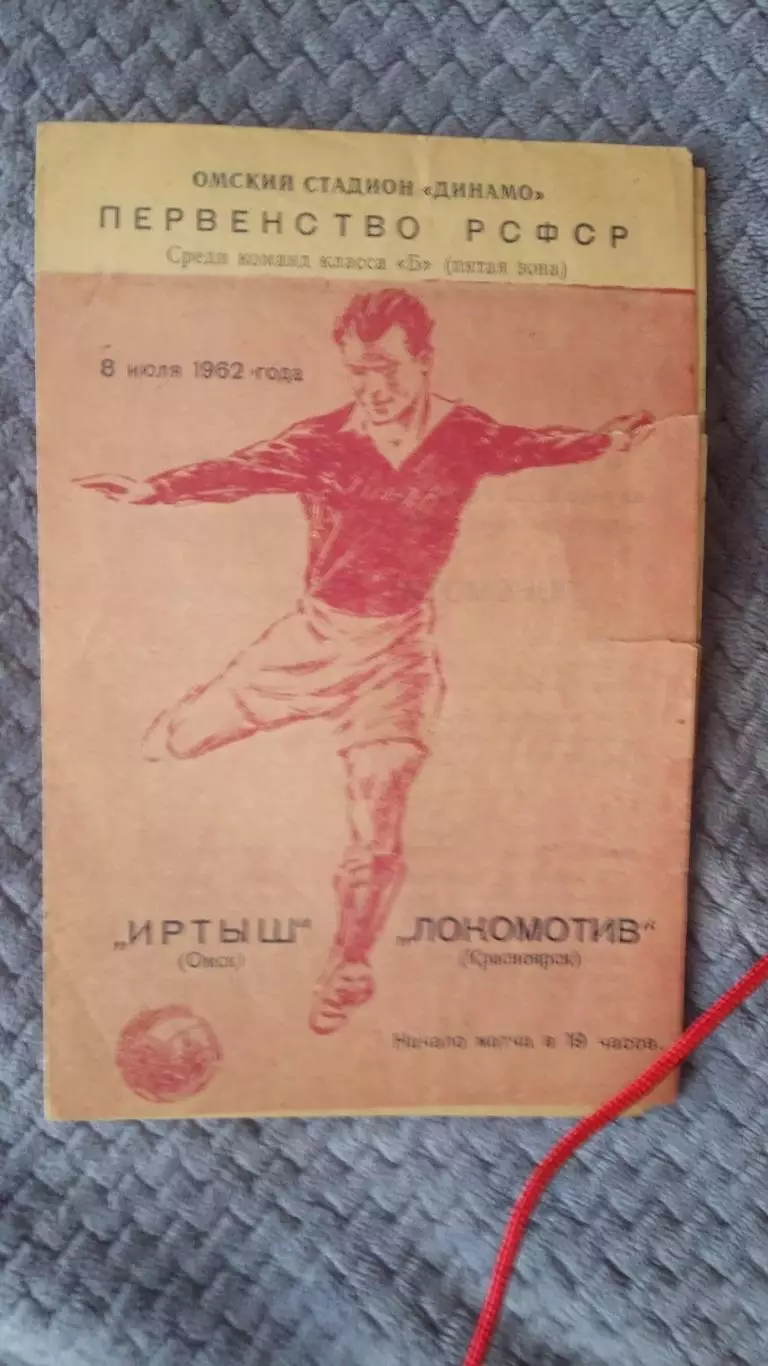 ОМСКИЙ СТАДИОН «ДИНАМО»
ПЕРВЕНСТВО РСФСР
Среди команд класса «Б» (пятая зона)
8 июля 1962 года
„ИРТЫШ“ „ЛОКОМОТИВ“
(Омск) (Красноярск)
Начало матча в 19 часов.